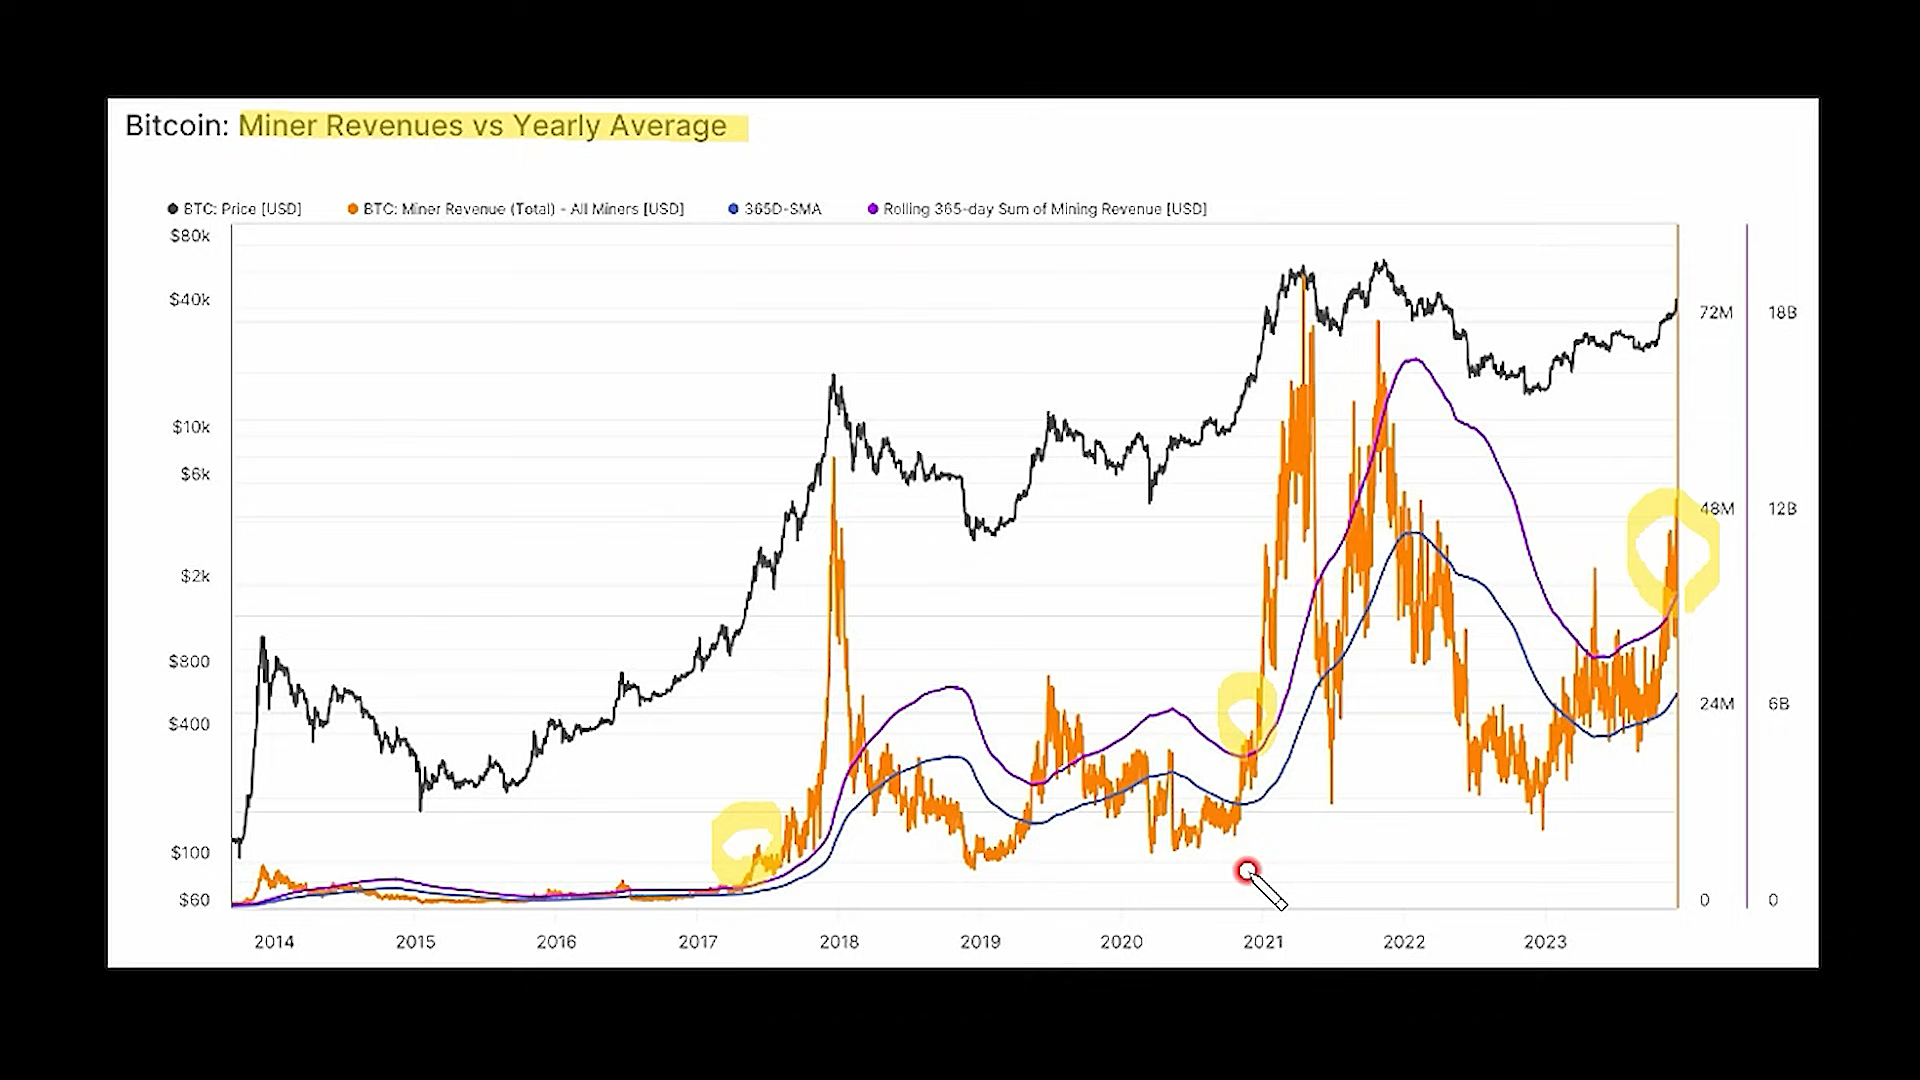 Bitcoin: Miner Revenues vs Yearly Average
BTC: Price [USD] BTC: Miner Revenue (Total) - All Miners [USD] 365D-SMA Rolling 365-day Sum of Mining Revenue [USD]
$80k
$40k
$10k
$6k
$2k
$800
$400
$100
$60
72M 18B
48M 12B
24M 6B
0 0
2014 2015 2016 2017 2018 2019 2020 2021 2022 2023